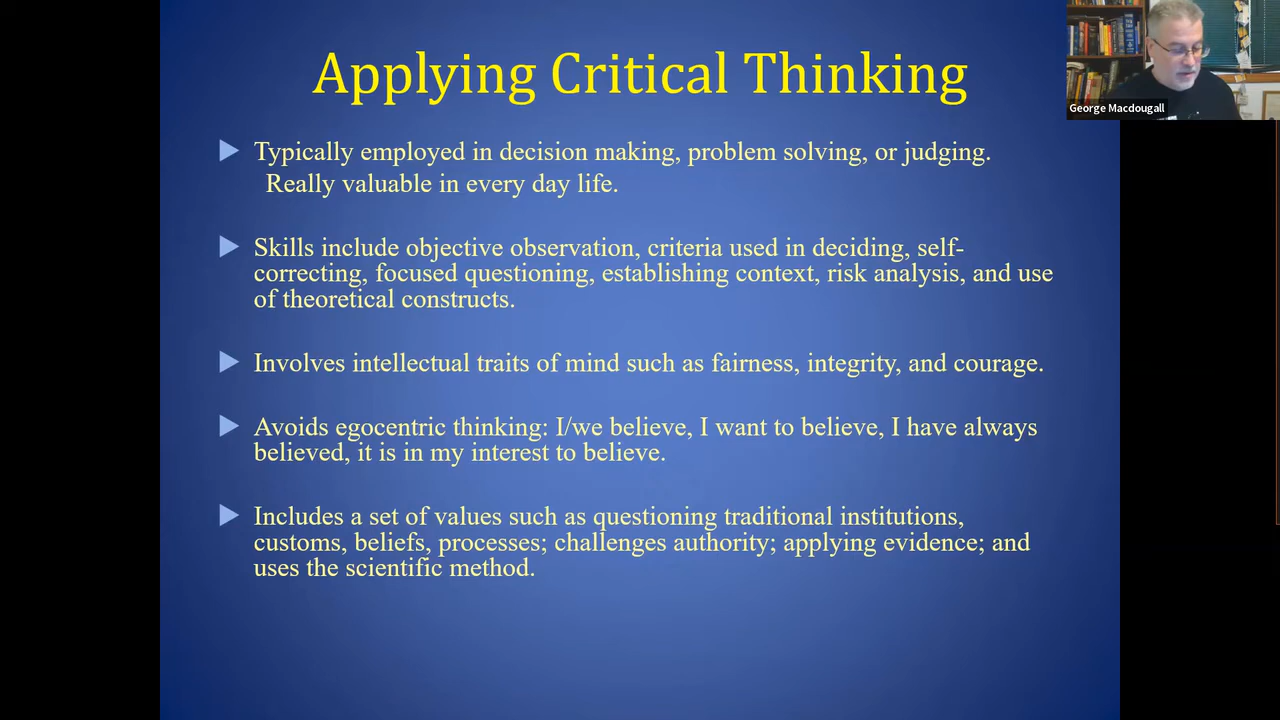 Applying Critical Thinking
George Macdougall
Typically employed in decision making, problem solving, or judging.
Really valuable in every day life.
Skills include objective observation, criteria used in deciding, self-
correcting, focused questioning, establishing context, risk analysis, and use
of theoretical constructs.
Involves intellectual traits of mind such as fairness, integrity, and courage.
Avoids egocentric thinking: I/we believe, I want to believe, I have always
believed, it is in my interest to believe.
Includes a set of values such as questioning traditional institutions,
customs, beliefs, processes; challenges authority; applying evidence; and
uses the scientific method.